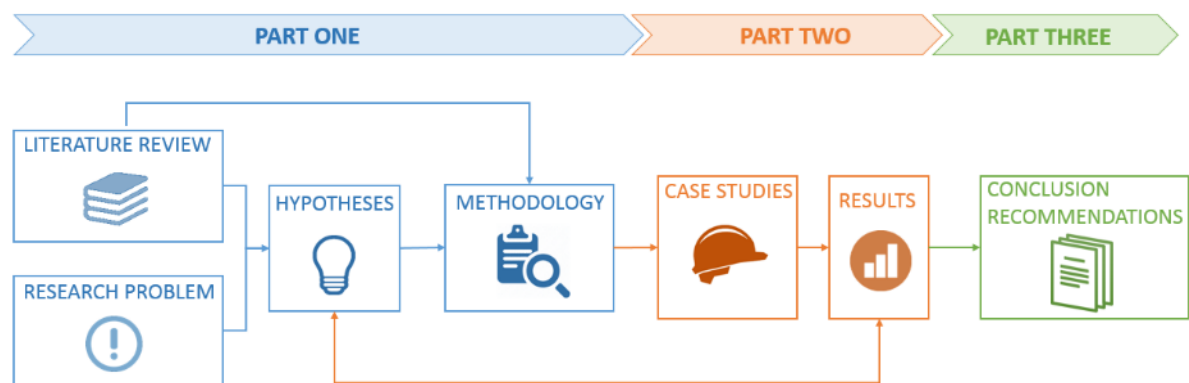 PART ONE
PART TWO
PART THREE
LITERATURE REVIEW
RESEARCH PROBLEM
HYPOTHESES
METHODOLOGY
CASE STUDIES
RESULTS
CONCLUSION
RECOMMENDATIONS